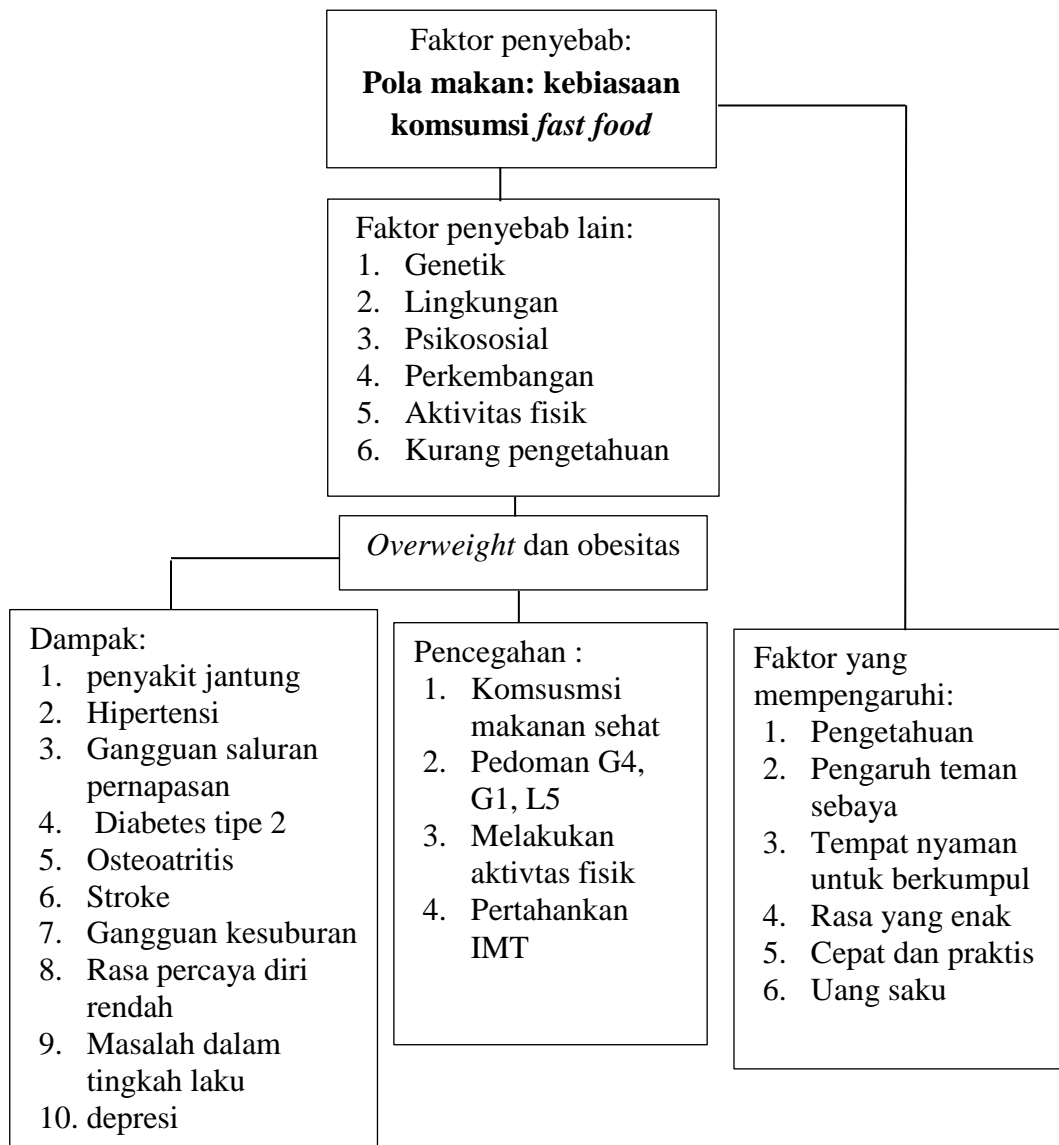 Faktor penyebab:
Pola makan: kebiasaan
komsumsi fast food
Faktor penyebab lain:
1. Genetik
2. Lingkungan
3. Psikososial
4. Perkembangan
5. Aktivitas fisik
6. Kurang pengetahuan
Overweight dan obesitas
Dampak:
1. penyakit jantung
2. Hipertensi
3. Gangguan saluran
pernapasan
4. Diabetes tipe 2
5. Osteoatritis
6. Stroke
7. Gangguan kesuburan
8. Rasa percaya diri
rendah
9. Masalah dalam
tingkah laku
10. depresi
Pencegahan :
1. Komsusmsi
makanan sehat
2. Pedoman G4,
G1, L5
3. Melakukan
aktivtas fisik
4. Pertahankan
IMT
Faktor yang
mempengaruhi:
1. Pengetahuan
2. Pengaruh teman
sebaya
3. Tempat nyaman
untuk berkumpul
4. Rasa yang enak
5. Cepat dan praktis
6. Uang saku